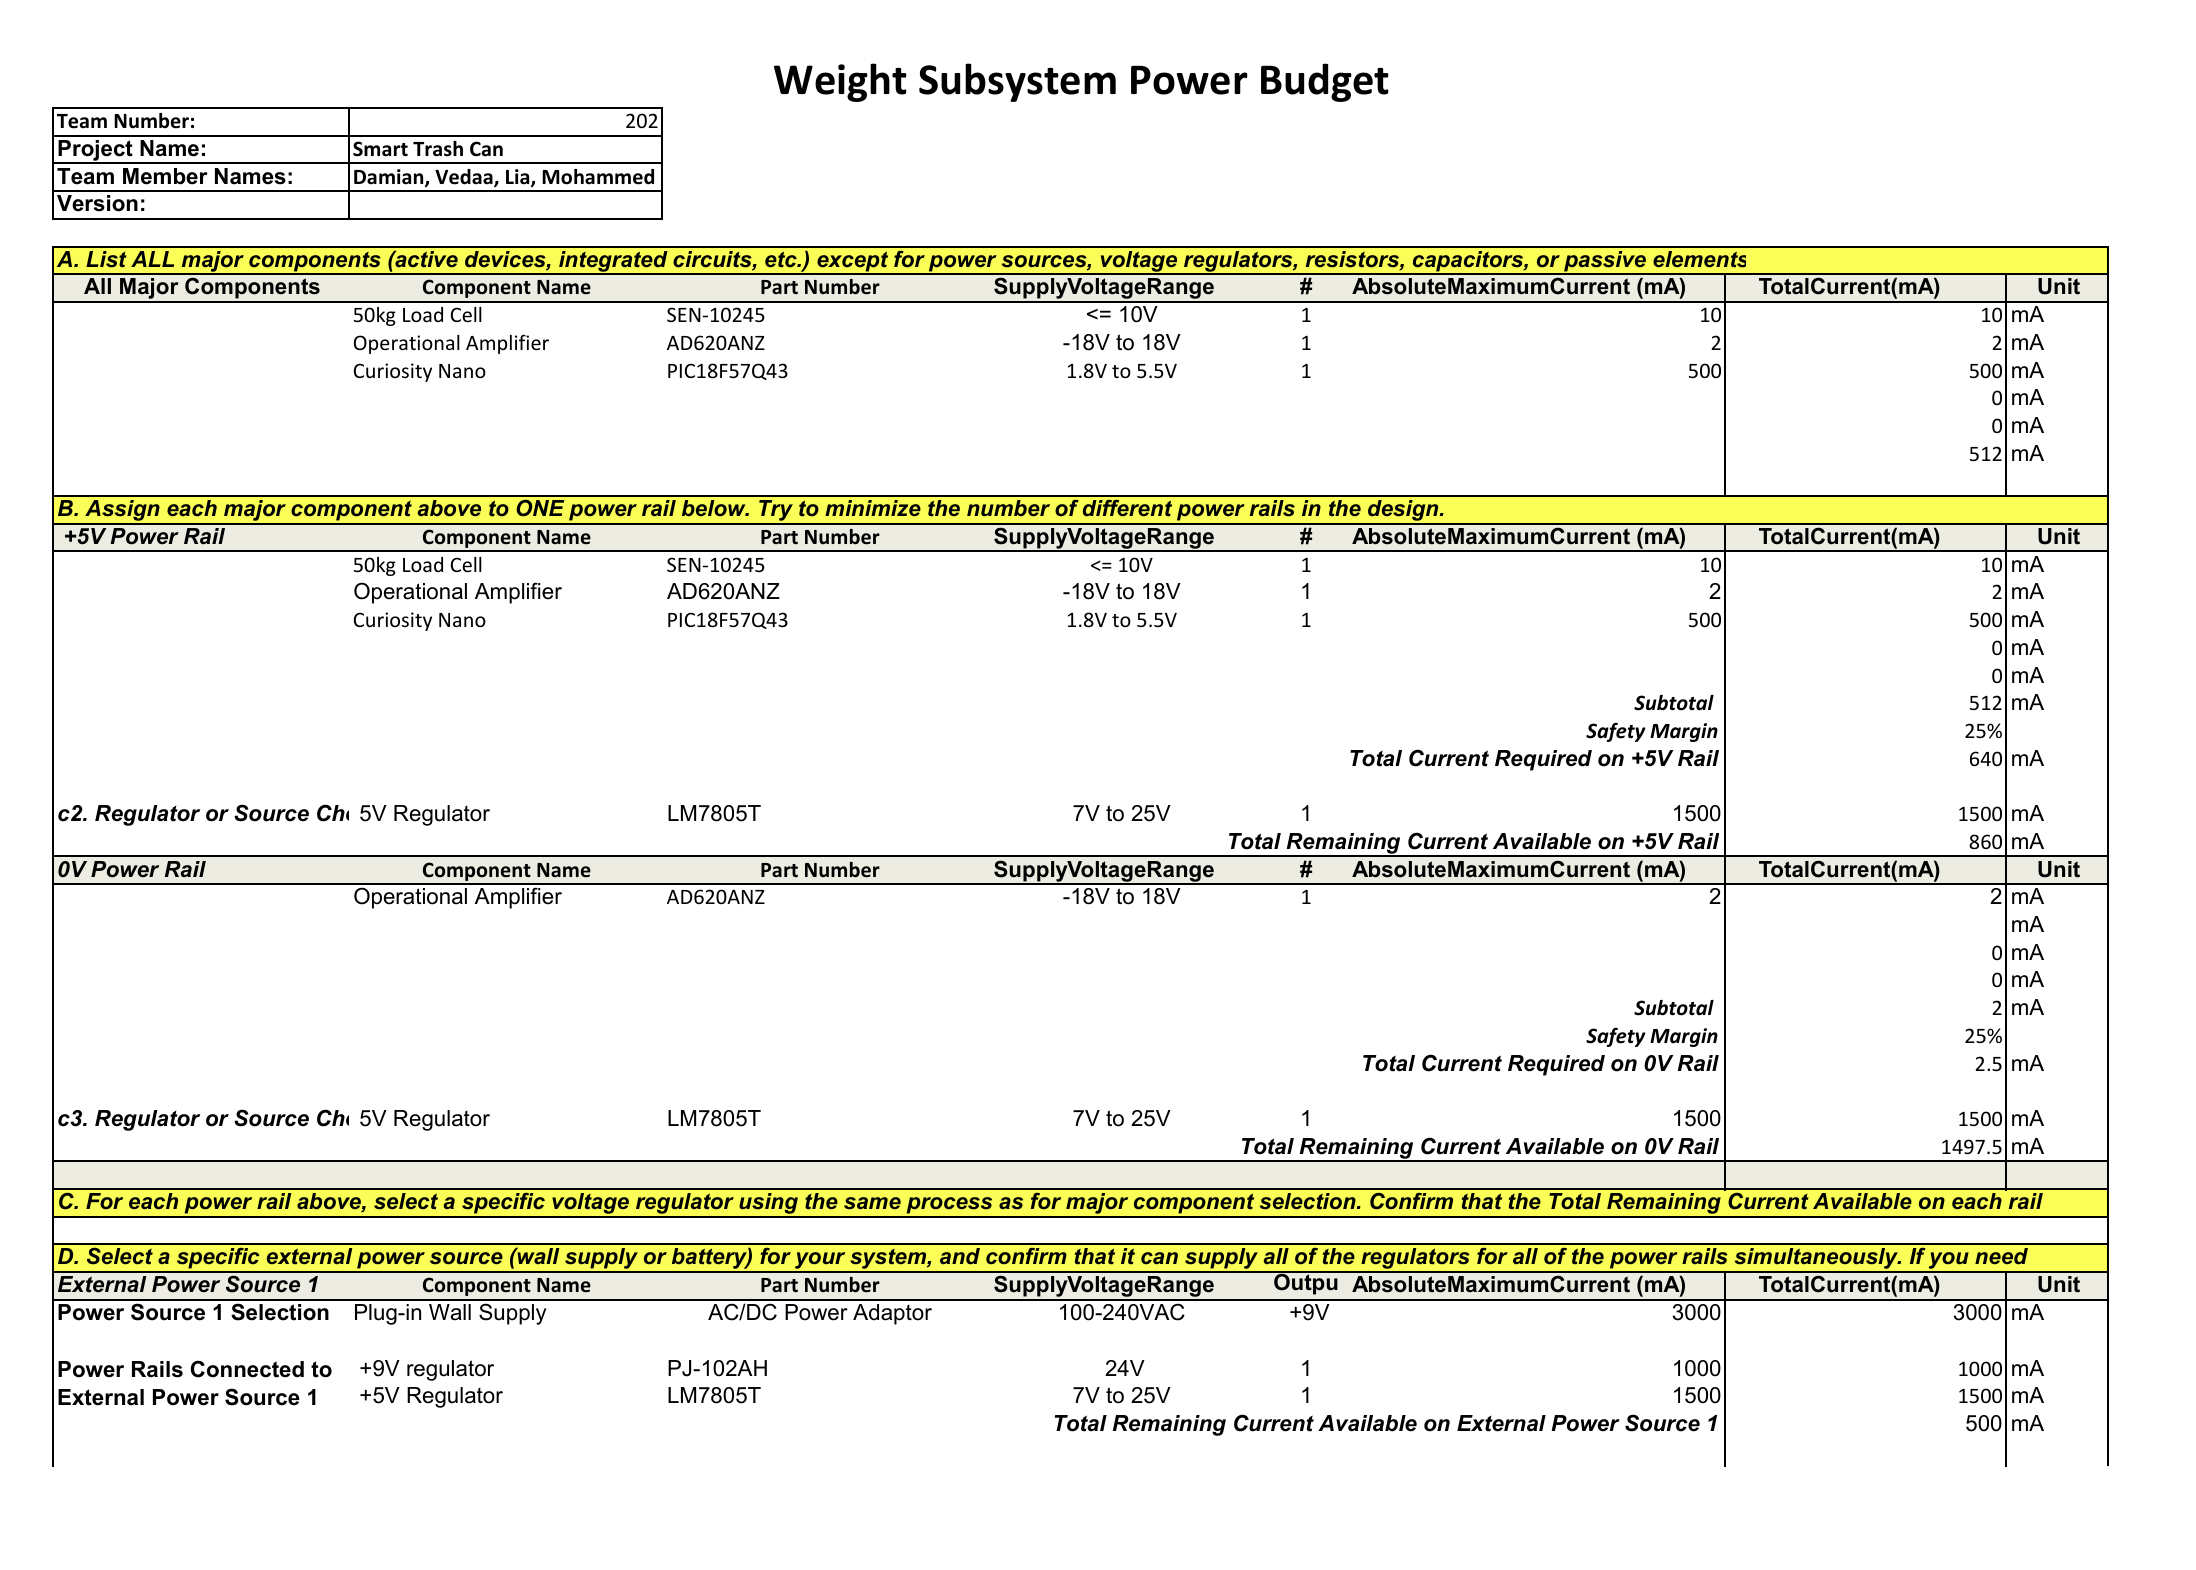 Weight Subsystem Power Budget
Team Number: 202
Project Name: Smart Trash Can
Team Member Names: Damian, Vedaa, Lia, Mohammed
Version:
A. List ALL major components (active devices, integrated circuits, etc.) except for power sources, voltage regulators, resistors, capacitors, or passive elements
All Major Components Component Name Part Number SupplyVoltageRange # AbsoluteMaximumCurrent (mA) TotalCurrent(mA) Unit
50kg Load Cell SEN-10245 <= 10V 1 10 10 mA
Operational Amplifier AD620ANZ -18V to 18V 1 2 2 mA
Curiosity Nano PIC18F57Q43 1.8V to 5.5V 1 500 500 mA
0 mA
0 mA
512 mA
B. Assign each major component above to ONE power rail below. Try to minimize the number of different power rails in the design.
+5V Power Rail Component Name Part Number SupplyVoltageRange # AbsoluteMaximumCurrent (mA) TotalCurrent(mA) Unit
50kg Load Cell SEN-10245 <= 10V 1 10 10 mA
Operational Amplifier AD620ANZ -18V to 18V 1 2 2 mA
Curiosity Nano PIC18F57Q43 1.8V to 5.5V 1 500 500 mA
0 mA
0 mA
Subtotal 512 mA
Safety Margin 25%
Total Current Required on +5V Rail 640 mA
c2. Regulator or Source Ch 5V Regulator LM7805T 7V to 25V 1 1500 1500 mA
Total Remaining Current Available on +5V Rail 860 mA
0V Power Rail Component Name Part Number SupplyVoltageRange # AbsoluteMaximumCurrent (mA) TotalCurrent(mA) Unit
Operational Amplifier AD620ANZ -18V to 18V 1 2 2 mA
mA
0 mA
0 mA
Subtotal 2 mA
Safety Margin 25%
Total Current Required on 0V Rail 2.5 mA
c3. Regulator or Source Ch 5V Regulator LM7805T 7V to 25V 1 1500 1500 mA
Total Remaining Current Available on 0V Rail 1497.5 mA
C. For each power rail above, select a specific voltage regulator using the same process as for major component selection. Confirm that the Total Remaining Current Available on each rail
D. Select a specific external power source (wall supply or battery) for your system, and confirm that it can supply all of the regulators for all of the power rails simultaneously. If you need
External Power Source 1 Component Name Part Number SupplyVoltageRange Outpu AbsoluteMaximumCurrent (mA) TotalCurrent(mA) Unit
Power Source 1 Selection Plug-in Wall Supply AC/DC Power Adaptor 100-240VAC +9V 3000 3000 mA
Power Rails Connected to +9V regulator PJ-102AH 24V 1 1000 1000 mA
External Power Source 1 +5V Regulator LM7805T 7V to 25V 1 1500 1500 mA
Total Remaining Current Available on External Power Source 1 500 mA